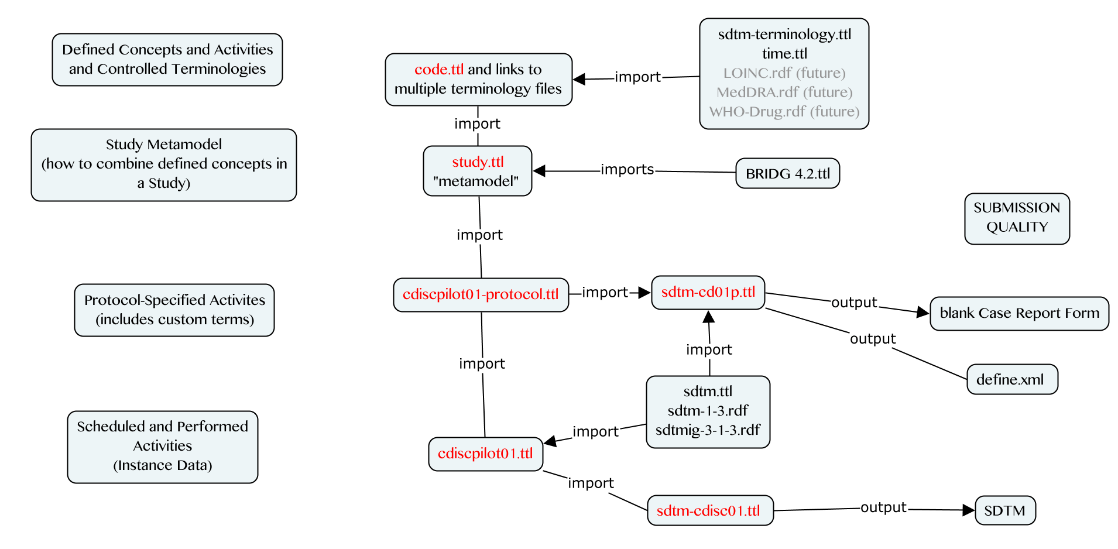 Defined Concepts and Activities
and Controlled Terminologies
code.ttl and links to
multiple terminology files
import
sdtm-terminology.ttl
time.ttl
LOINC.rdf (future)
MedDRA.rdf (future)
WHO-Drug.rdf (future)
import
Study Metamodel
(how to combine defined concepts in
a Study)
study.ttl
"metamodel"
imports
BRIDG 4.2.ttl
SUBMISSION
QUALITY
import
Protocol-Specified Activites
(includes custom terms)
cdiscpilot01-protocol.ttl
import
sdtm-cd01p.ttl
output
blank Case Report Form
output
define.xml
import
import
sdtm.ttl
sdtm-1-3.rdf
sdtmig-3-1-3.rdf
Scheduled and Performed
Activities
(Instance Data)
import
cdiscpilot01.ttl
import
sdtm-cdisc01.ttl
output
SDTM